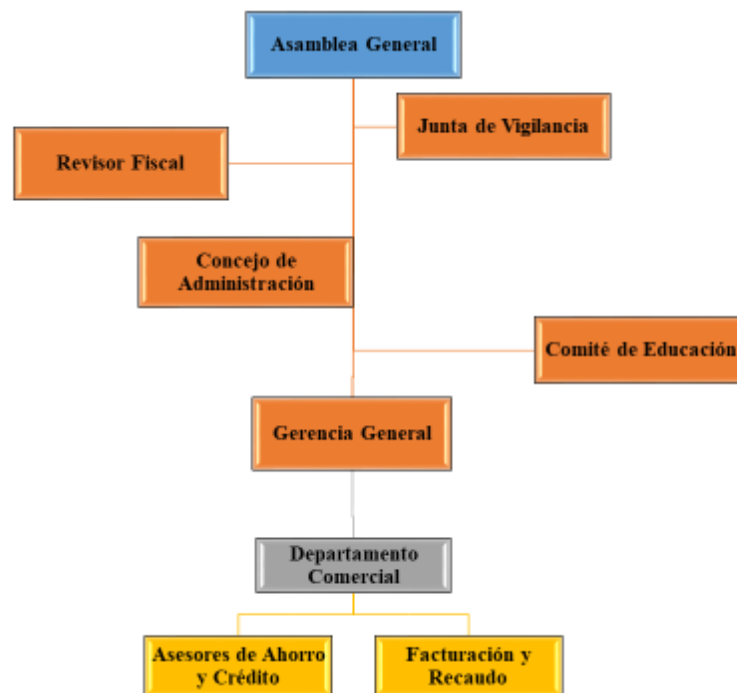 Asamblea General
Junta de Vigilancia
Revisor Fiscal
Concejo de
Administración
Comité de Educación
Gerencia General
Departamento
Comercial
Asesores de Ahorro
y Crédito
Facturación y
Recaudo